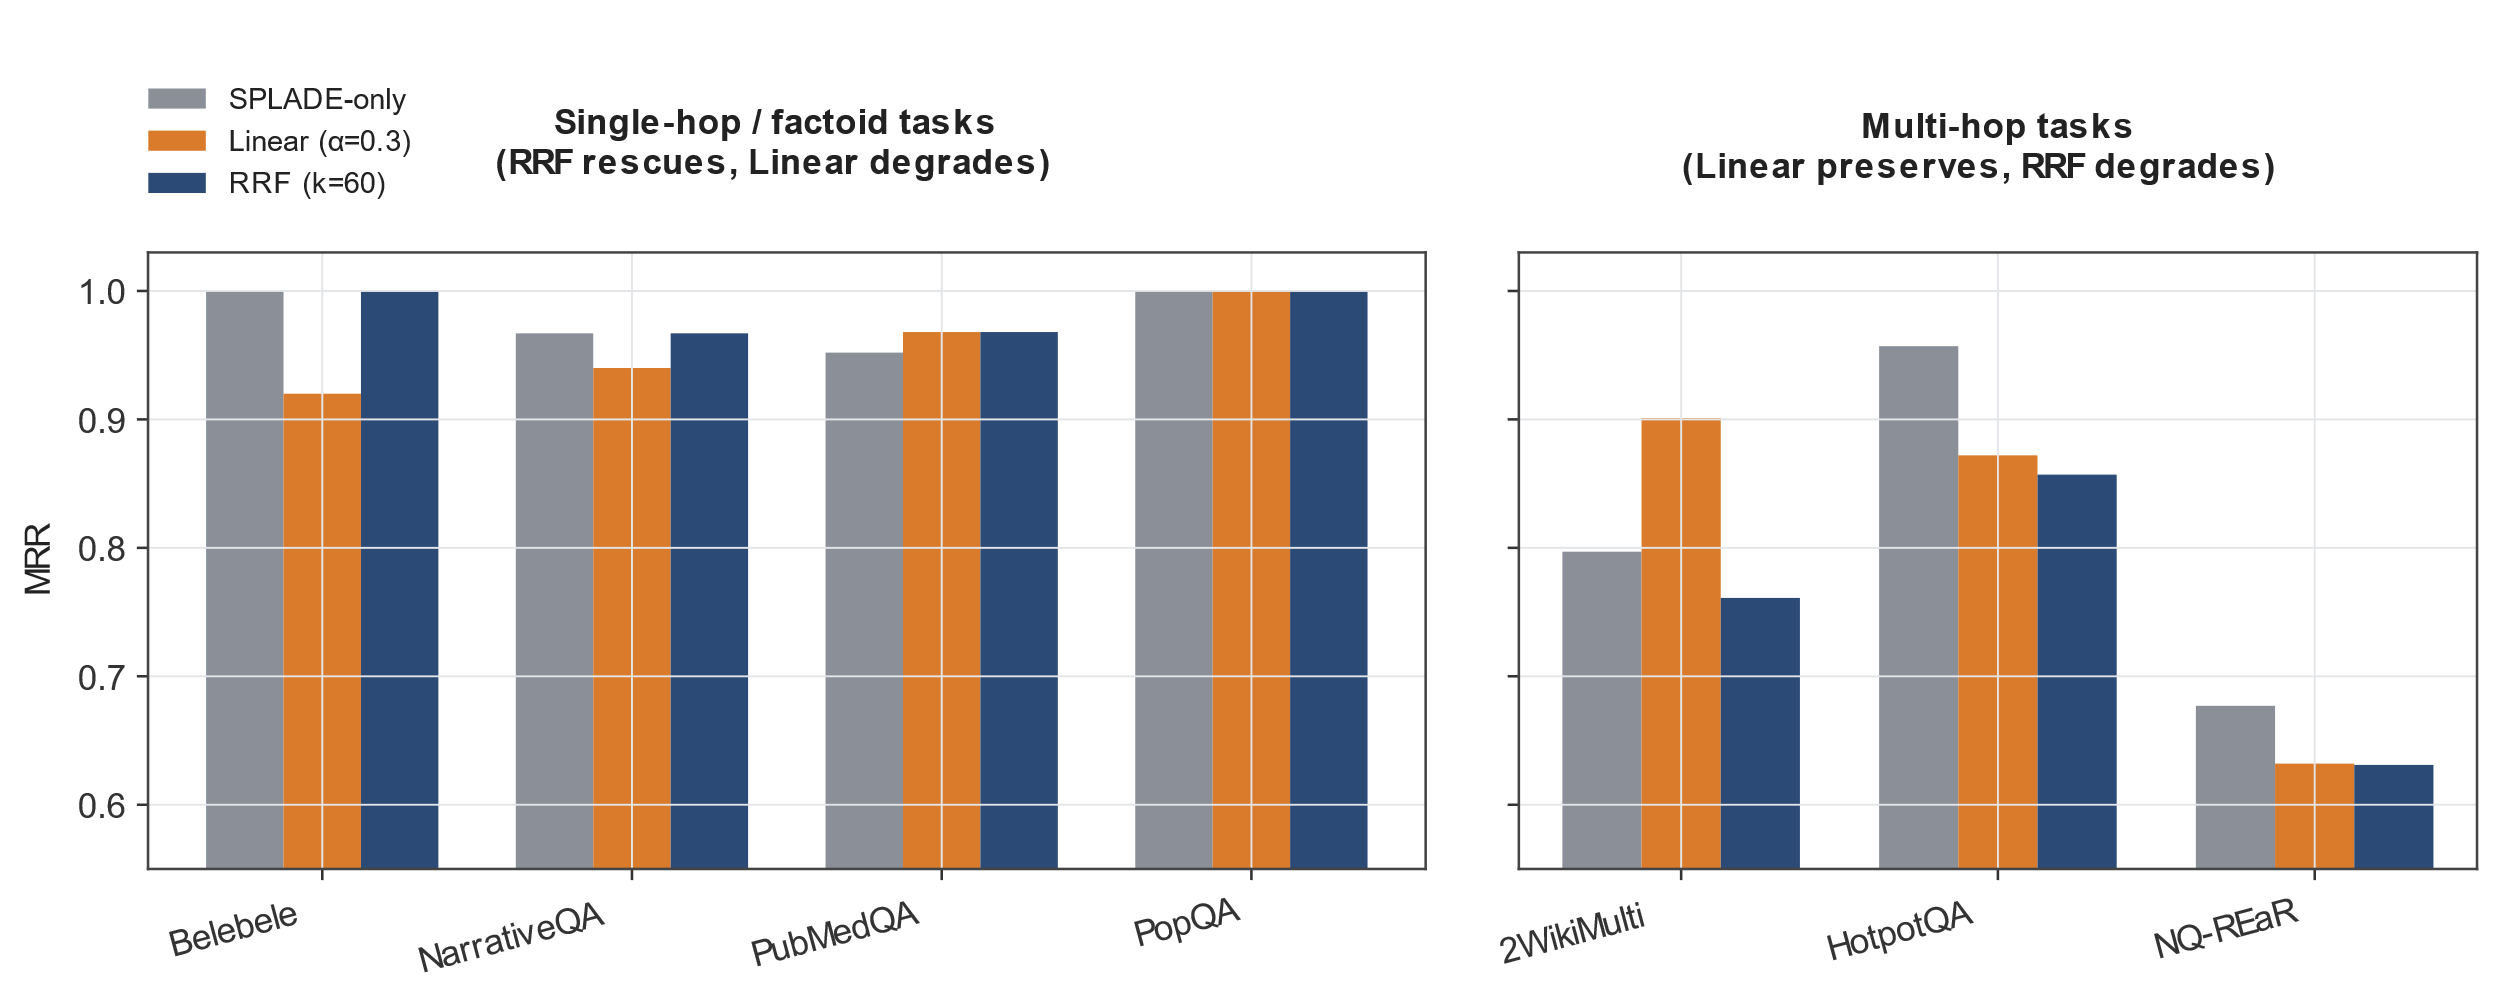 SPLADE-only
Linear (α=0.3)
RRF (k=60)
Single-hop / factoid tasks
(RRF rescues, Linear degrades)
Multi-hop tasks
(Linear preserves, RRF degrades)
MRR
1.0
0.9
0.8
0.7
0.6
Belebele
NarrativeQA
PubMedQA
PopQA
2WikiMulti
HotpotQA
NQ-REaR